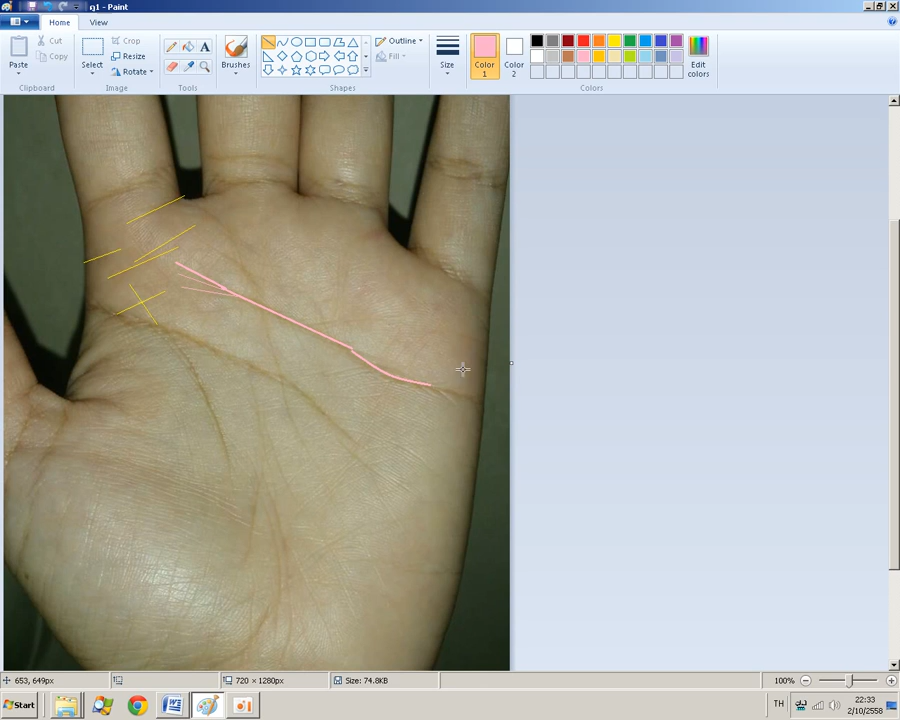 g1 - Paint
Home
View
Paste
Cut
Copy
Clipboard
Select
Crop
Resize
Rotate
Image
Tools
Brushes
Shapes
Outline
Fill
Size
Color 1
Color 2
Edit colors
Colors
653, 649px
720 × 1280px
Size: 74.8KB
100%
Start
TH
22:33
2/10/2558